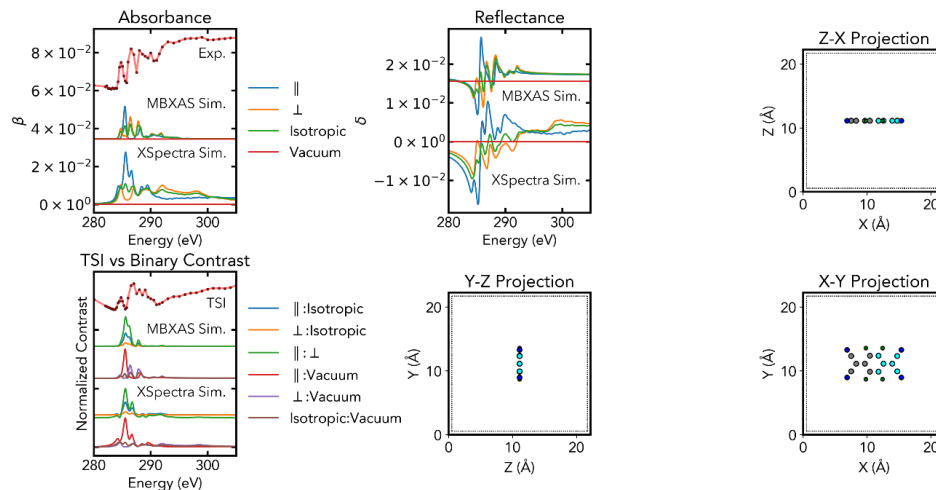 Absorbance
8 × 10⁻²
6 × 10⁻²
4 × 10⁻²
2 × 10⁻²
0 × 10⁰
β
Exp.
MBXAS Sim.
XSpectra Sim.
280 290 300
Energy (eV)
∥
⊥
Isotropic
Vacuum
Reflectance
2 × 10⁻²
1 × 10⁻²
0 × 10⁰
−1 × 10⁻²
δ
MBXAS Sim.
XSpectra Sim.
280 290 300
Energy (eV)
Z-X Projection
20
10
0
Z (Å)
0 10 20
X (Å)
TSI vs Binary Contrast
Normalized Contrast
TSI
MBXAS Sim.
XSpectra Sim.
280 290 300
Energy (eV)
∥:Isotropic
⊥:Isotropic
∥:⊥
∥:Vacuum
⊥:Vacuum
Isotropic:Vacuum
Y-Z Projection
20
10
0
Y (Å)
0 10 20
Z (Å)
X-Y Projection
20
10
0
Y (Å)
0 10 20
X (Å)